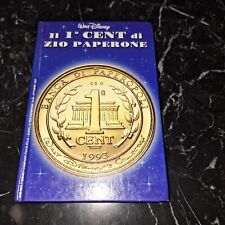 Walt Disney
Il 1° CENT di
ZIO PAPERONE
BANCA DI PAPEROPOLI
1
CENT
1993